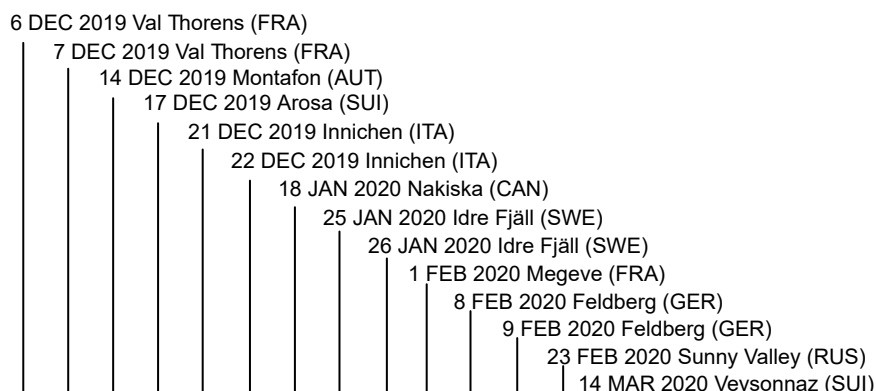 6 DEC 2019 Val Thorens (FRA)
7 DEC 2019 Val Thorens (FRA)
14 DEC 2019 Montafon (AUT)
17 DEC 2019 Arosa (SUI)
21 DEC 2019 Innichen (ITA)
22 DEC 2019 Innichen (ITA)
18 JAN 2020 Nakiska (CAN)
25 JAN 2020 Idre Fjäll (SWE)
26 JAN 2020 Idre Fjäll (SWE)
1 FEB 2020 Megeve (FRA)
8 FEB 2020 Feldberg (GER)
9 FEB 2020 Feldberg (GER)
23 FEB 2020 Sunny Valley (RUS)
14 MAR 2020 Veysonnaz (SUI)